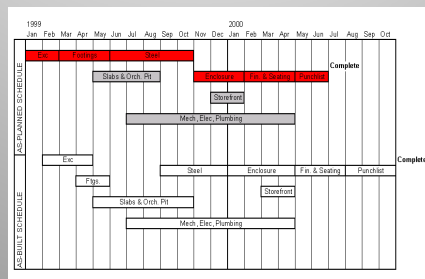 1999 2000
Jan Feb Mar Apr May Jun Jul Aug Sep Oct Nov Dec Jan Feb Mar Apr May Jun Jul Aug Sep Oct
AS-PLANNED SCHEDULE
Exc Footings Steel
Complete
Slabs & Orch. Pit Enclosure Fin. & Seating Punchlist
Storefront
Mech, Elec, Plumbing
AS-BUILT SCHEDULE
Exc
Complete
Steel Enclosure Fin. & Seating Punchlist
Ftgs.
Storefront
Slabs & Orch. Pit
Mech, Elec, Plumbing